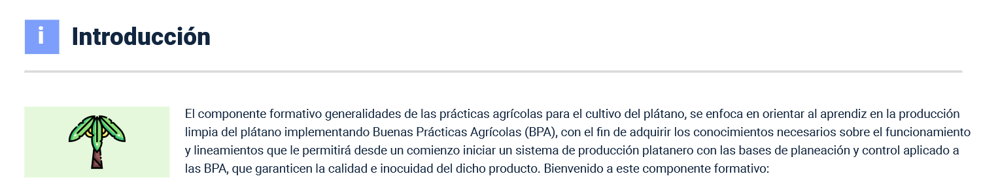 i
Introducción
El componente formativo generalidades de las prácticas agrícolas para el cultivo del plátano, se enfoca en orientar al aprendiz en la producción
limpia del plátano implementando Buenas Prácticas Agrícolas (BPA), con el fin de adquirir los conocimientos necesarios sobre el funcionamiento
y lineamientos que le permitirá desde un comienzo iniciar un sistema de producción platanero con las bases de planeación y control aplicado a
las BPA, que garanticen la calidad e inocuidad del dicho producto. Bienvenido a este componente formativo: